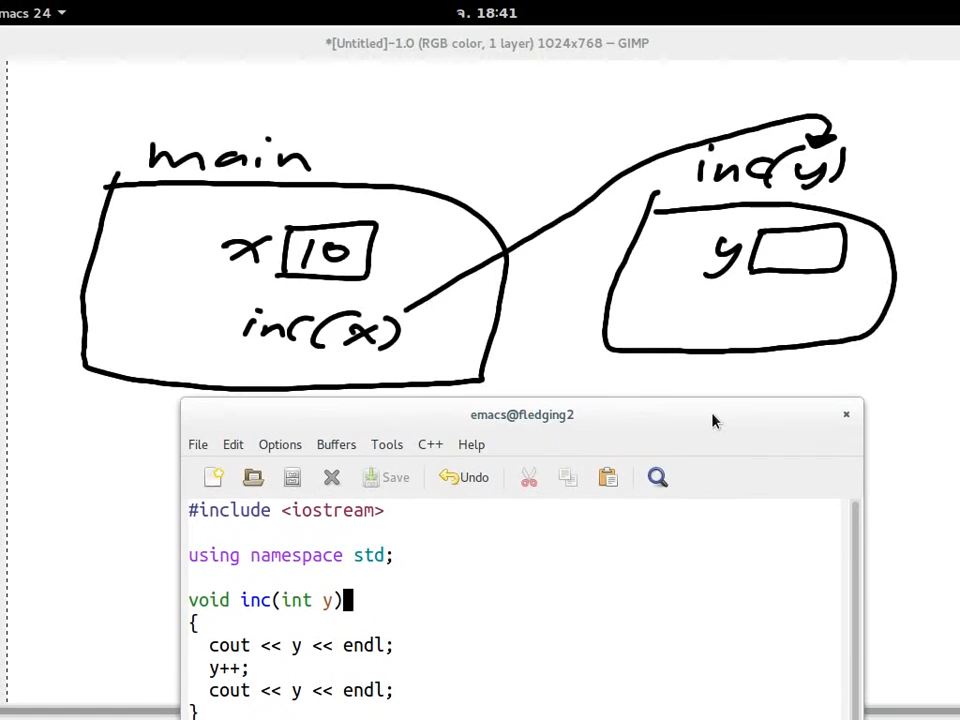 macs 24
จ. 18:41
*[Untitled]-1.0 (RGB color, 1 layer) 1024x768 – GIMP
main
inc(y)
x 10
y
inc(x)
emacs@fledging2
File Edit Options Buffers Tools C++ Help
Save Undo
#include <iostream>
using namespace std;
void inc(int y)
{
cout << y << endl;
y++;
cout << y << endl;
}